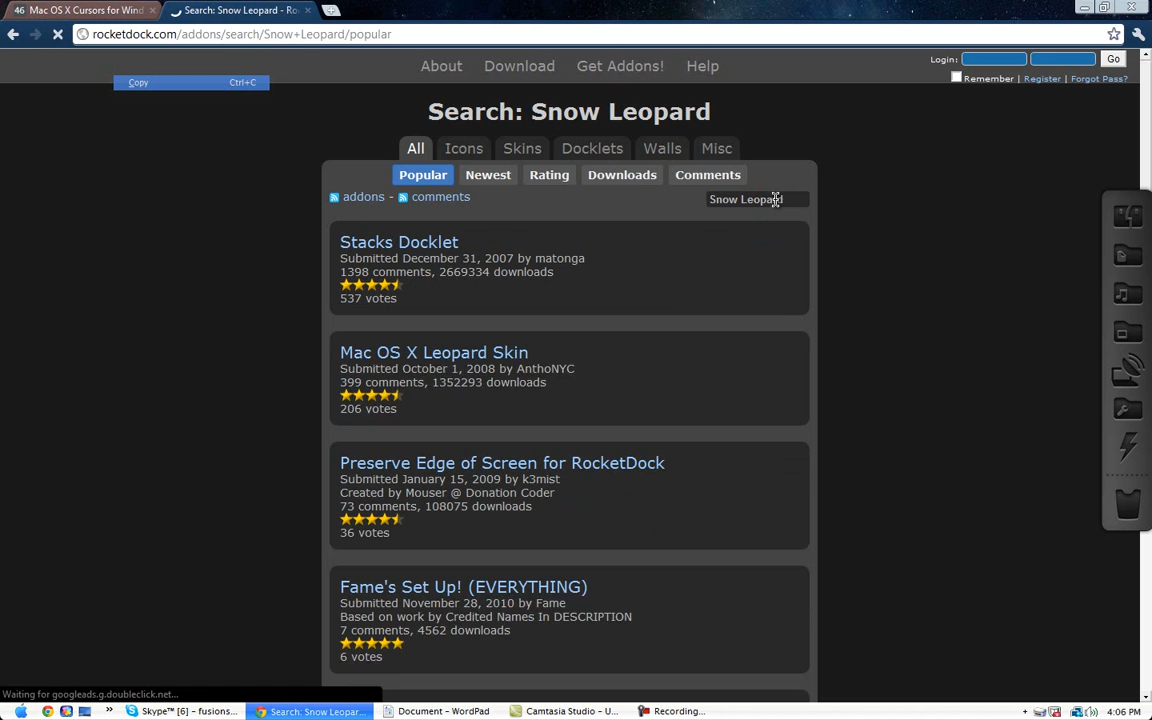 46 Mac OS X Cursors for Wind
Search: Snow Leopard - Ro
rocketdock.com/addons/search/Snow+Leopard/popular
About Download Get Addons! Help
Login: Go
Remember | Register | Forgot Pass?
Copy Ctrl+C
Search: Snow Leopard
All Icons Skins Docklets Walls Misc
Popular Newest Rating Downloads Comments
addons - comments
Snow Leopard
Stacks Docklet
Submitted December 31, 2007 by matonga
1398 comments, 2669334 downloads
537 votes
Mac OS X Leopard Skin
Submitted October 1, 2008 by AnthoNYC
399 comments, 1352293 downloads
206 votes
Preserve Edge of Screen for RocketDock
Submitted January 15, 2009 by k3mist
Created by Mouser @ Donation Coder
73 comments, 108075 downloads
36 votes
Fame's Set Up! (EVERYTHING)
Submitted November 28, 2010 by Fame
Based on work by Credited Names In DESCRIPTION
7 comments, 4562 downloads
6 votes
Waiting for googleads.g.doubleclick.net...
Skype™ [6] - fusions...
Search: Snow Leopar...
Document - WordPad
Camtasia Studio - U...
Recording...
4:06 PM